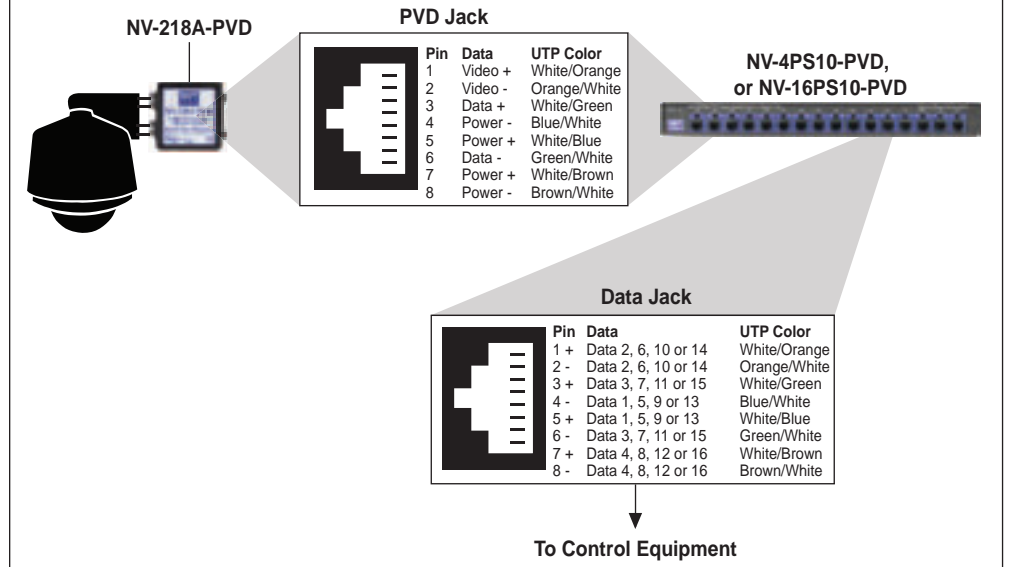 PVD Jack
NV-218A-PVD
Pin Data UTP Color
1 Video + White/Orange
2 Video - Orange/White
3 Data + White/Green
4 Power - Blue/White
5 Power + White/Blue
6 Data - Green/White
7 Power + White/Brown
8 Power - Brown/White
NV-4PS10-PVD,
or NV-16PS10-PVD
Data Jack
Pin Data UTP Color
1 + Data 2, 6, 10 or 14 White/Orange
2 - Data 2, 6, 10 or 14 Orange/White
3 + Data 3, 7, 11 or 15 White/Green
4 - Data 1, 5, 9 or 13 Blue/White
5 + Data 1, 5, 9 or 13 White/Blue
6 - Data 3, 7, 11 or 15 Green/White
7 + Data 4, 8, 12 or 16 White/Brown
8 - Data 4, 8, 12 or 16 Brown/White
To Control Equipment